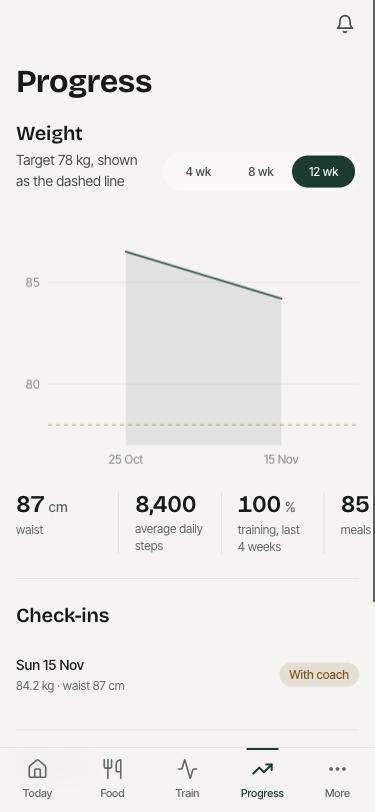 Progress
Weight
Target 78 kg, shown
as the dashed line
4 wk
8 wk
12 wk
85
80
25 Oct
15 Nov
87 cm
waist
8,400
average daily
steps
100 %
training, last
4 weeks
85
meals
Check-ins
Sun 15 Nov
84.2 kg · waist 87 cm
With coach
Today
Food
Train
Progress
More